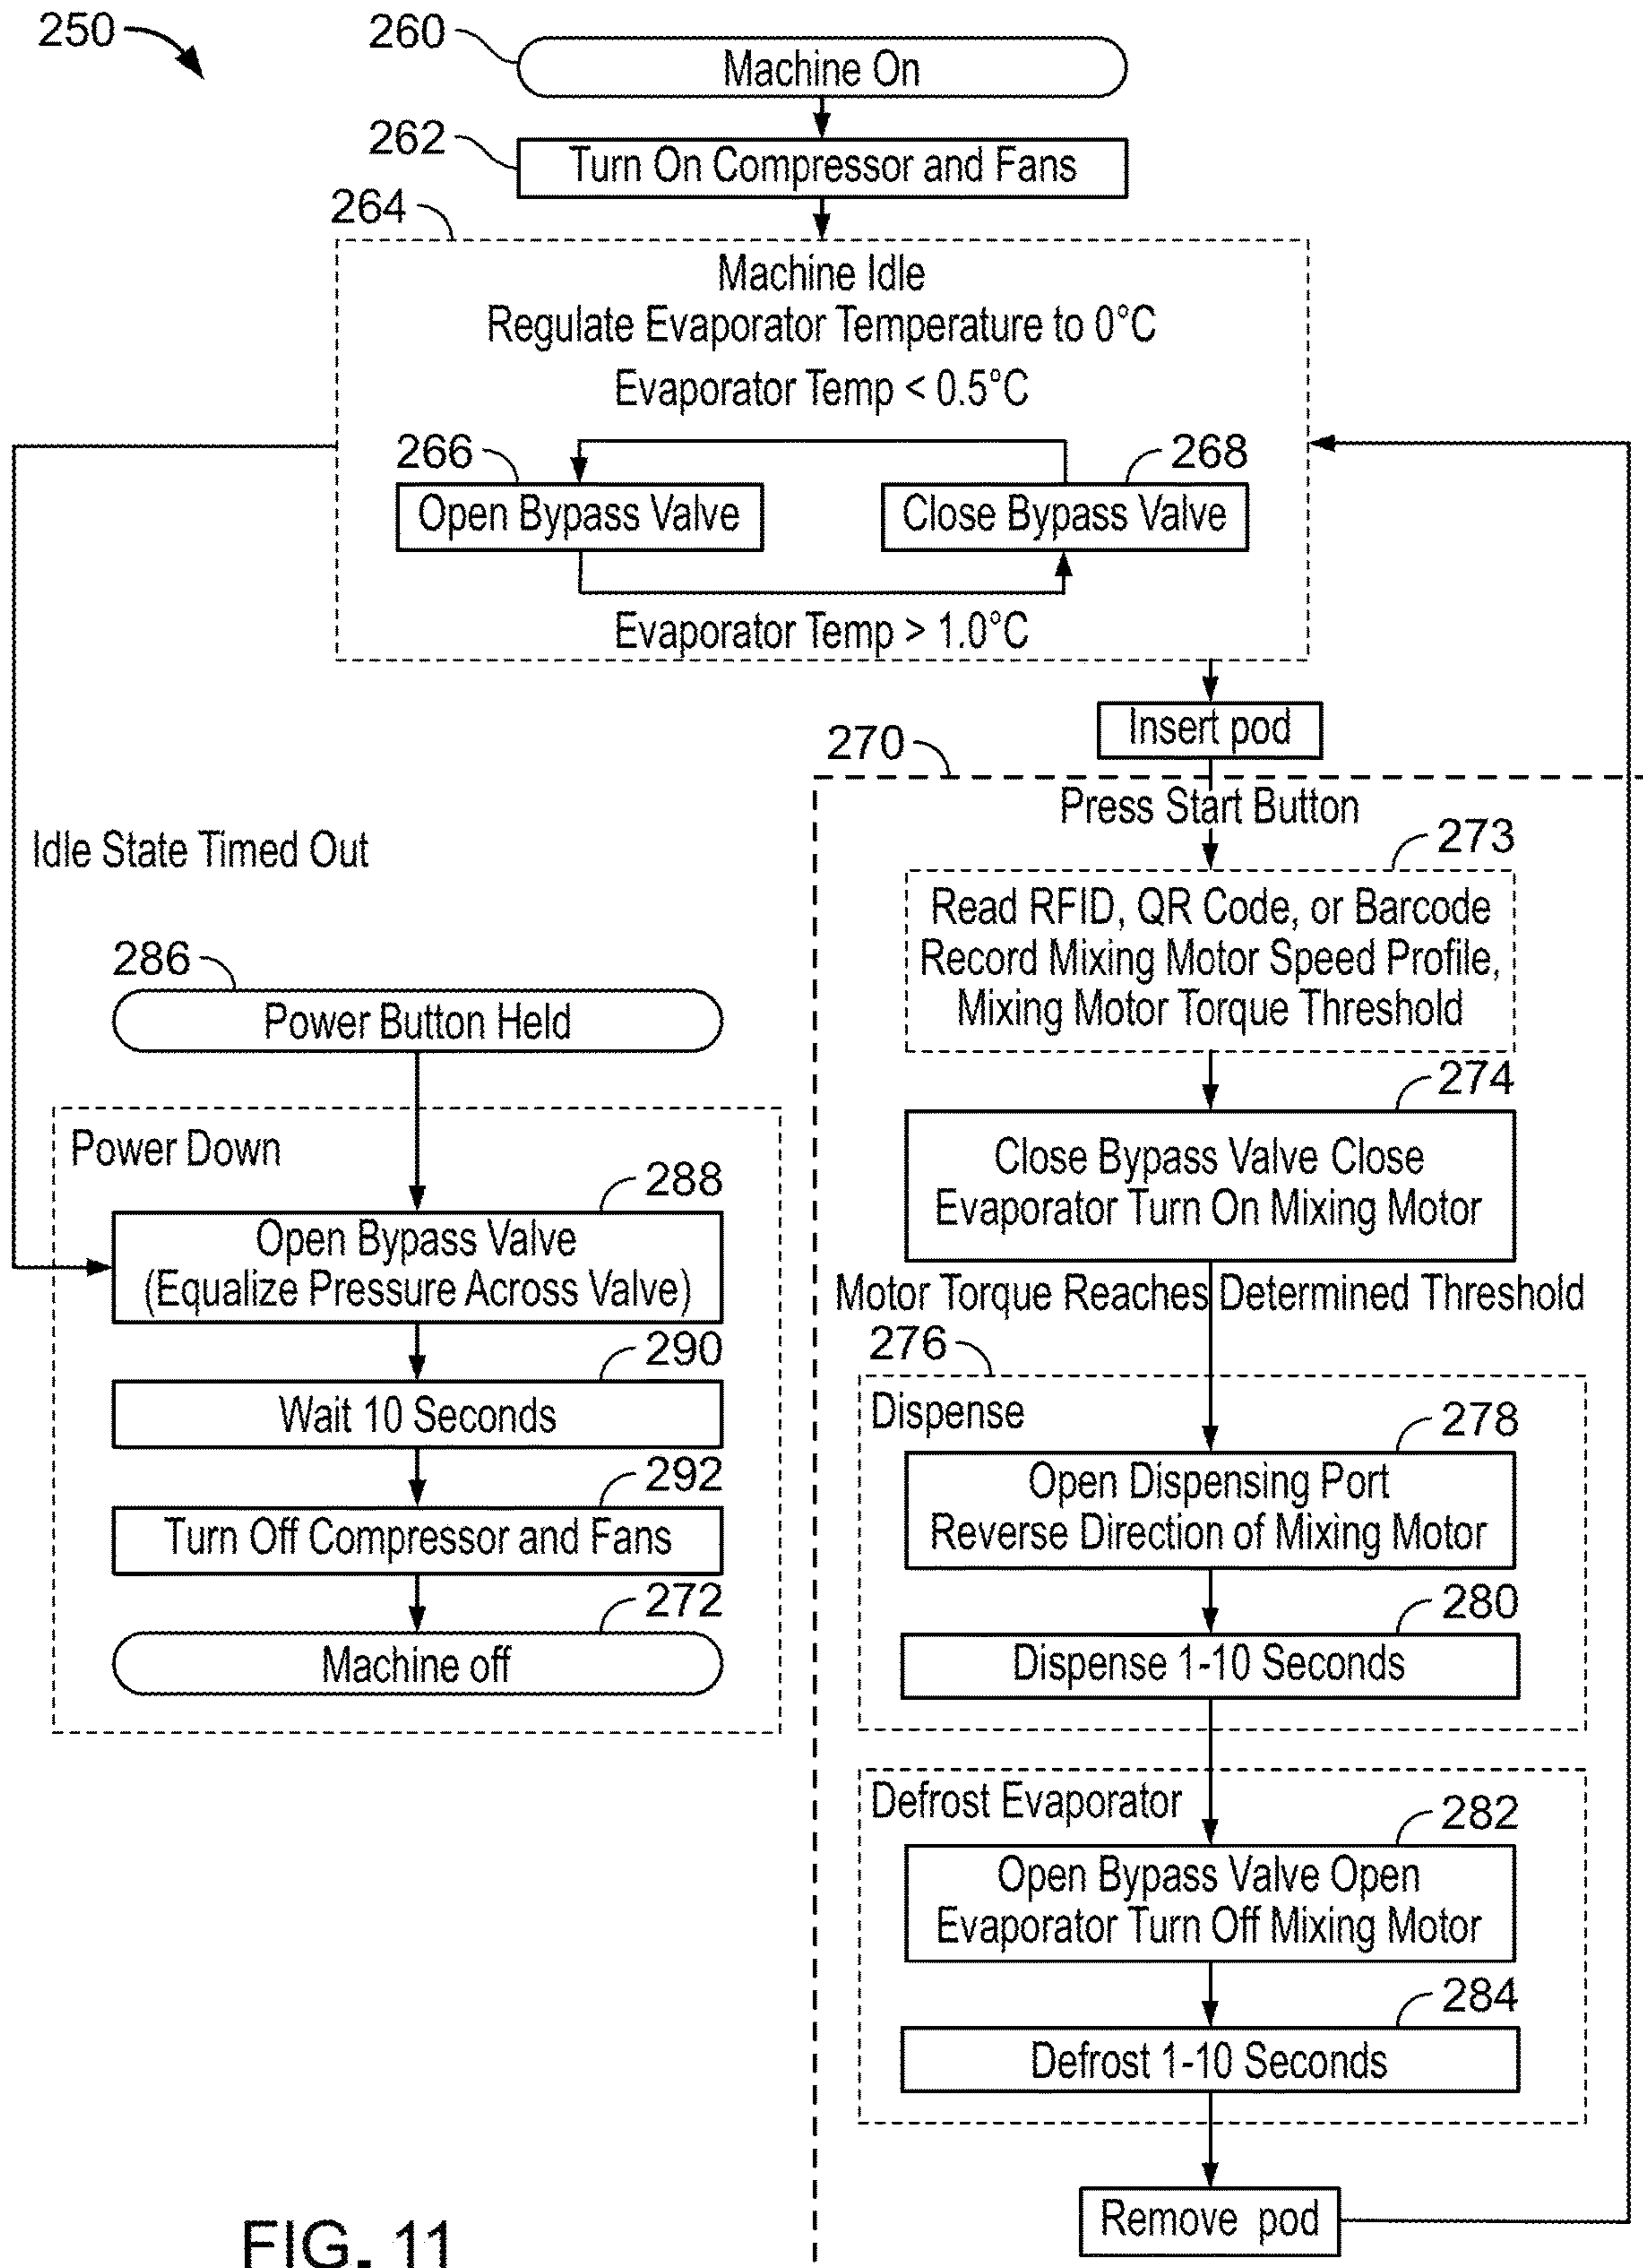 250
260
Machine On
262
Turn On Compressor and Fans
264
Machine Idle
Regulate Evaporator Temperature to 0°C
Evaporator Temp < 0.5°C
266
268
Open Bypass Valve
Close Bypass Valve
Evaporator Temp > 1.0°C
Insert pod
270
Press Start Button
273
Read RFID, QR Code, or Barcode
Record Mixing Motor Speed Profile,
Mixing Motor Torque Threshold
274
Close Bypass Valve Close
Evaporator Turn On Mixing Motor
Motor Torque Reaches Determined Threshold
276
Dispense
278
Open Dispensing Port
Reverse Direction of Mixing Motor
280
Dispense 1-10 Seconds
Defrost Evaporator
282
Open Bypass Valve Open
Evaporator Turn Off Mixing Motor
284
Defrost 1-10 Seconds
Remove pod
Idle State Timed Out
286
Power Button Held
Power Down
288
Open Bypass Valve
(Equalize Pressure Across Valve)
290
Wait 10 Seconds
292
Turn Off Compressor and Fans
272
Machine off
FIG. 11